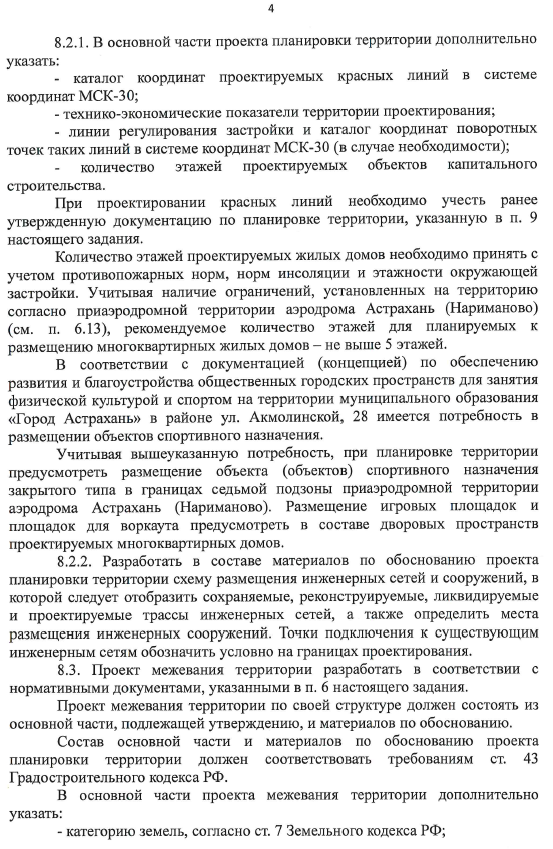 4
8.2.1. В основной части проекта планировки территории дополнительно
указать:
- каталог координат проектируемых красных линий в системе
координат МСК-30;
- технико-экономические показатели территории проектирования;
- линии регулирования застройки и каталог координат поворотных
точек таких линий в системе координат МСК-30 (в случае необходимости);
- количество этажей проектируемых объектов капитального
строительства.
При проектировании красных линий необходимо учесть ранее
утвержденную документацию по планировке территории, указанную в п. 9
настоящего задания.
Количество этажей проектируемых жилых домов необходимо принять с
учетом противопожарных норм, норм инсоляции и этажности окружающей
застройки. Учитывая наличие ограничений, установленных на территорию
согласно приаэродромной территории аэродрома Астрахань (Нариманово)
(см. п. 6.13), рекомендуемое количество этажей для планируемых к
размещению многоквартирных жилых домов – не выше 5 этажей.
В соответствии с документацией (концепцией) по обеспечению
развития и благоустройства общественных городских пространств для занятия
физической культурой и спортом на территории муниципального образования
«Город Астрахань» в районе ул. Акмолинской, 28 имеется потребность в
размещении объектов спортивного назначения.
Учитывая вышеуказанную потребность, при планировке территории
предусмотреть размещение объекта (объектов) спортивного назначения
закрытого типа в границах седьмой подзоны приаэродромной территории
аэродрома Астрахань (Нариманово). Размещение игровых площадок и
площадок для воркаута предусмотреть в составе дворовых пространств
проектируемых многоквартирных домов.
8.2.2. Разработать в составе материалов по обоснованию проекта
планировки территории схему размещения инженерных сетей и сооружений, в
которой следует отобразить сохраняемые, реконструируемые, ликвидируемые
и проектируемые трассы инженерных сетей, а также определить места
размещения инженерных сооружений. Точки подключения к существующим
инженерным сетям обозначить условно на границах проектирования.
8.3. Проект межевания территории разработать в соответствии с
нормативными документами, указанными в п. 6 настоящего задания.
Проект межевания территории по своей структуре должен состоять из
основной части, подлежащей утверждению, и материалов по обоснованию.
Состав основной части и материалов по обоснованию проекта
планировки территории должен соответствовать требованиям ст. 43
Градостроительного кодекса РФ.
В основной части проекта межевания территории дополнительно
указать:
- категорию земель, согласно ст. 7 Земельного кодекса РФ;